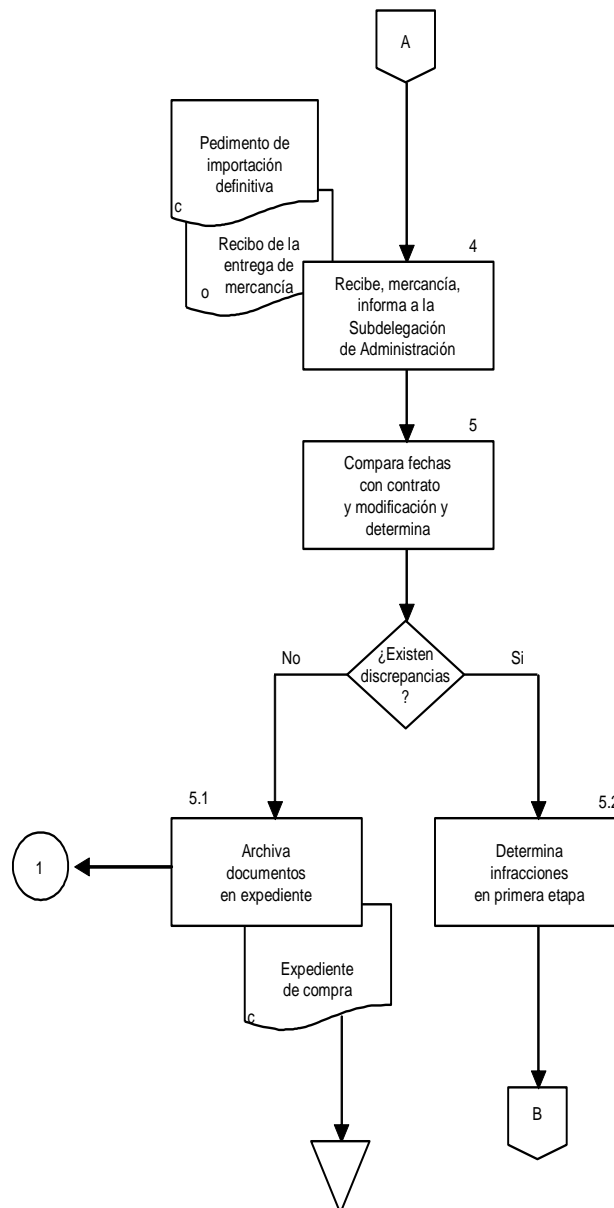 A
Pedimento de
importación
definitiva
c
Recibo de la
entrega de
mercancía
o
4
Recibe, mercancía,
informa a la
Subdelegación
de Administración
5
Compara fechas
con contrato
y modificación y
determina
¿Existen
discrepancias
?
No
Si
5.1
Archiva
documentos
en expediente
1
Expediente
de compra
c
5.2
Determina
infracciones
en primera etapa
B